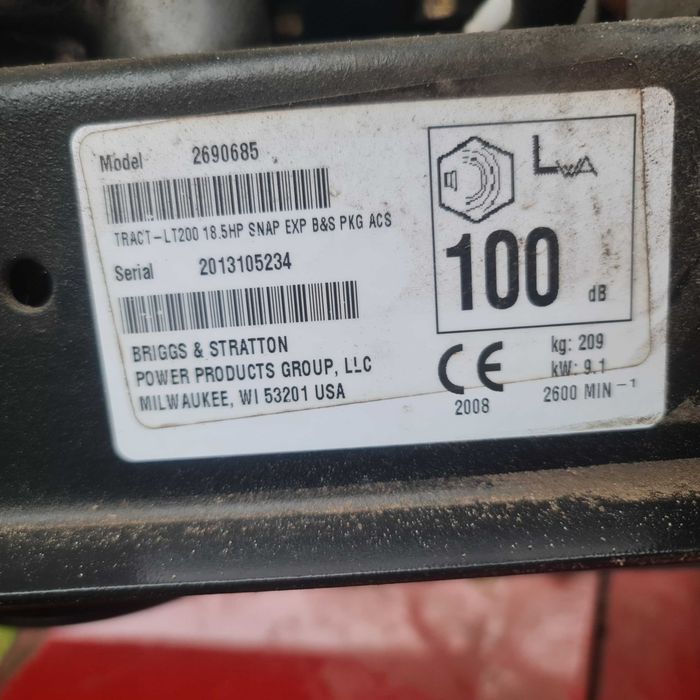 Model 2690685
TRACT-LT200 18.5HP SNAP EXP B&S PKG ACS
Serial 2013105234
BRIGGS & STRATTON
POWER PRODUCTS GROUP, LLC
MILWAUKEE, WI 53201 USA
LWA
100 dB
CE
2008
kg: 209
kW: 9.1
2600 MIN⁻¹